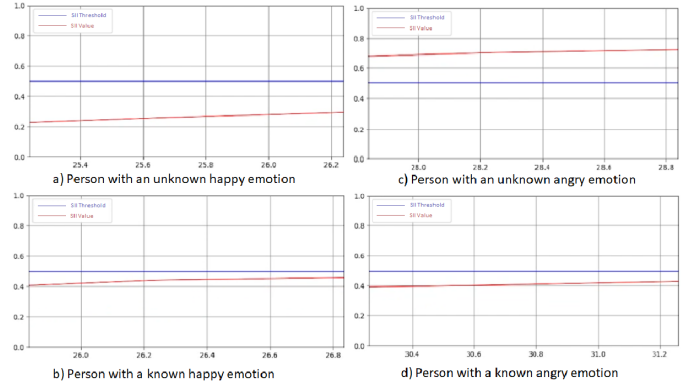 1.0
SII Threshold
SII Value
0.8
0.6
0.4
0.2
0.0
25.4 25.6 25.8 26.0 26.2
a) Person with an unknown happy emotion
1.0
SII Threshold
SII Value
0.8
0.6
0.4
0.2
0.0
28.0 28.2 28.4 28.6 28.8
c) Person with an unknown angry emotion
1.0
SII Threshold
SII Value
0.8
0.6
0.4
0.2
0.0
26.0 26.2 26.4 26.6 26.8
b) Person with a known happy emotion
1.0
SII Threshold
SII Value
0.8
0.6
0.4
0.2
0.0
30.4 30.6 30.8 31.0 31.2
d) Person with a known angry emotion